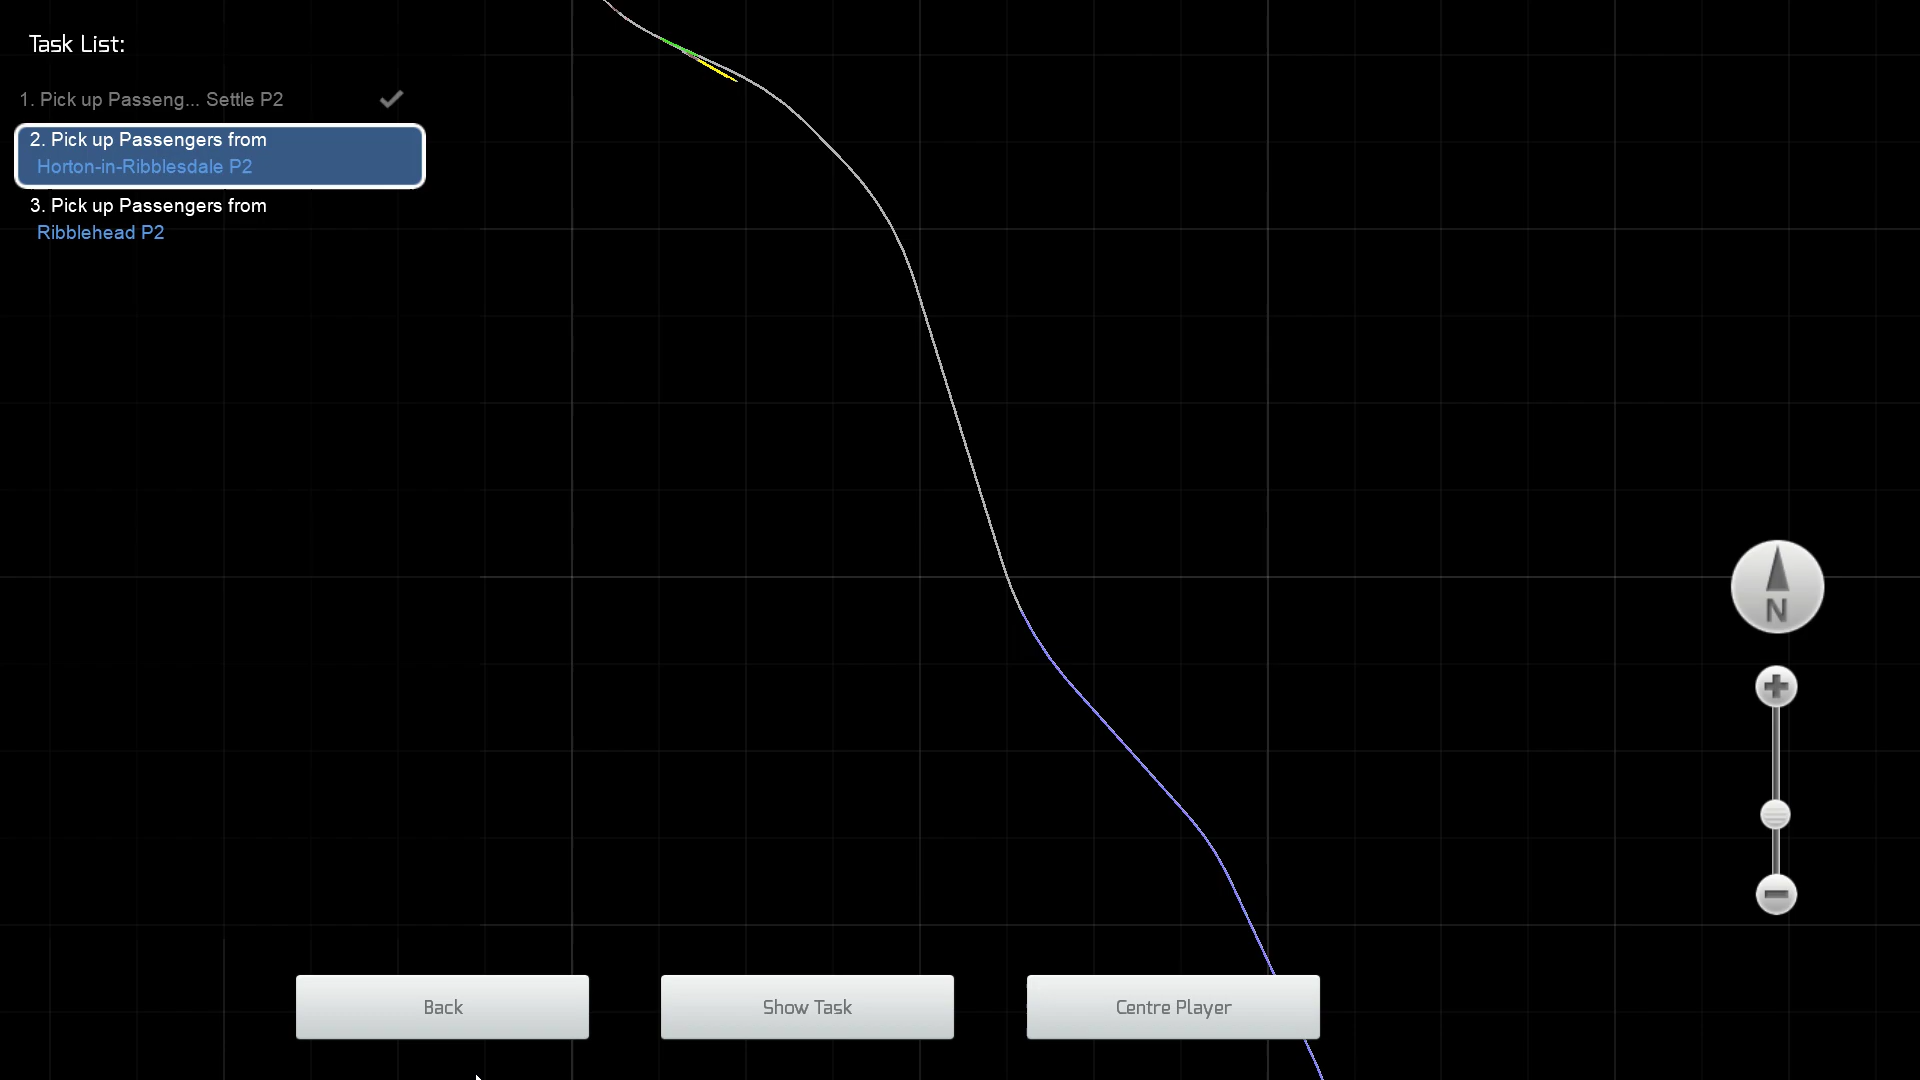 Task List:
1. Pick up Passeng... Settle P2
2. Pick up Passengers from
Horton-in-Ribblesdale P2
3. Pick up Passengers from
Ribblehead P2
N
Back
Show Task
Centre Player